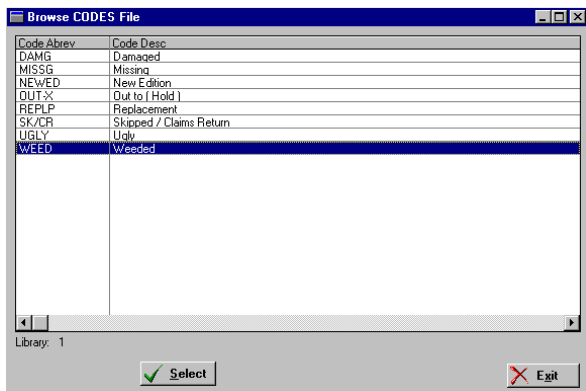 Browse CODES File
Code Abrev Code Desc
DAMG Damaged
MISSG Missing
NEWED New Edition
OUT-X Out to ( Hold )
REPLP Replacement
SK/CR Skipped / Claims Return
UGLY Ugly
WEED Weeded
Library: 1
Select Exit